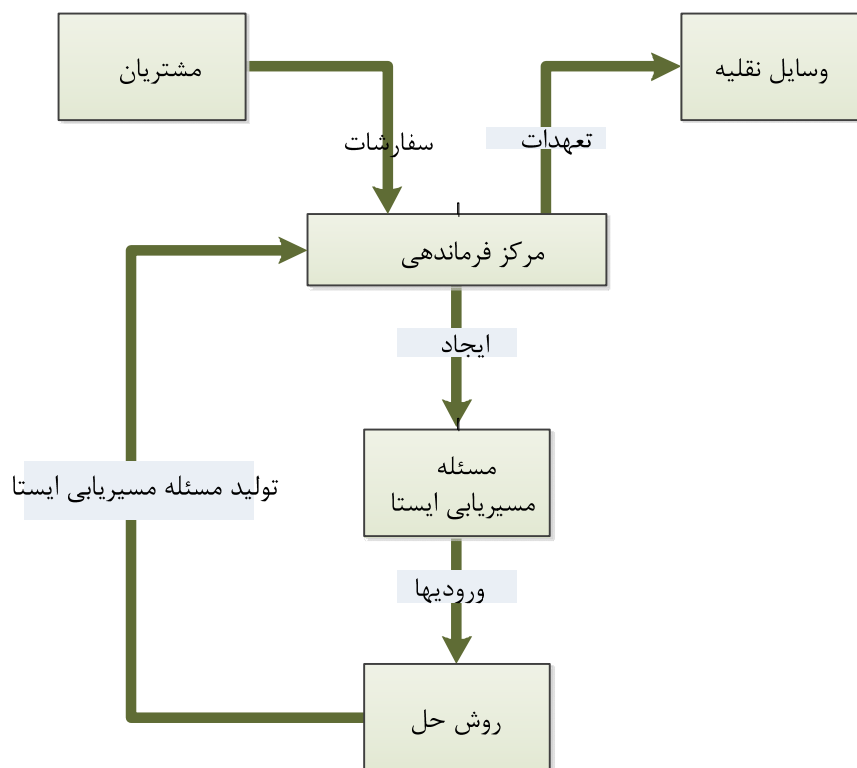 مشتریان
وسایل نقلیه
سفارشات
تعهدات
مرکز فرماندهی
ایجاد
مسئله
مسیریابی ایستا
تولید مسئله مسیریابی ایستا
ورودیها
روش حل